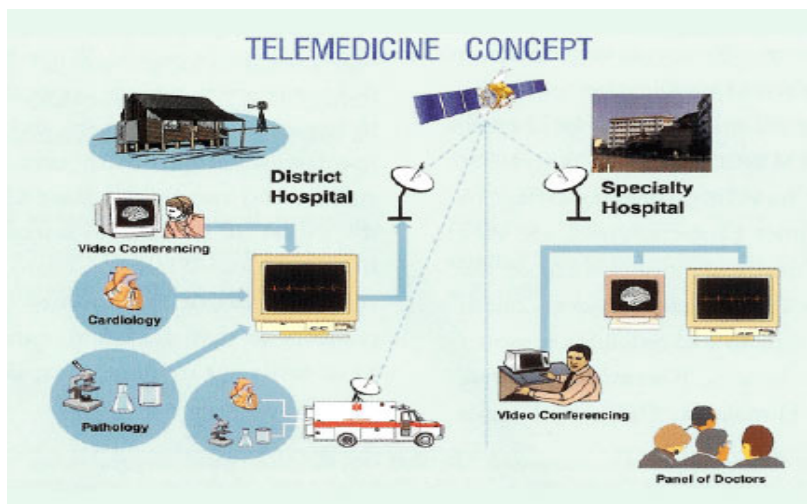 TELEMEDICINE CONCEPT
District
Hospital
Specialty
Hospital
Video Conferencing
Cardiology
Pathology
Video Conferencing
Panel of Doctors